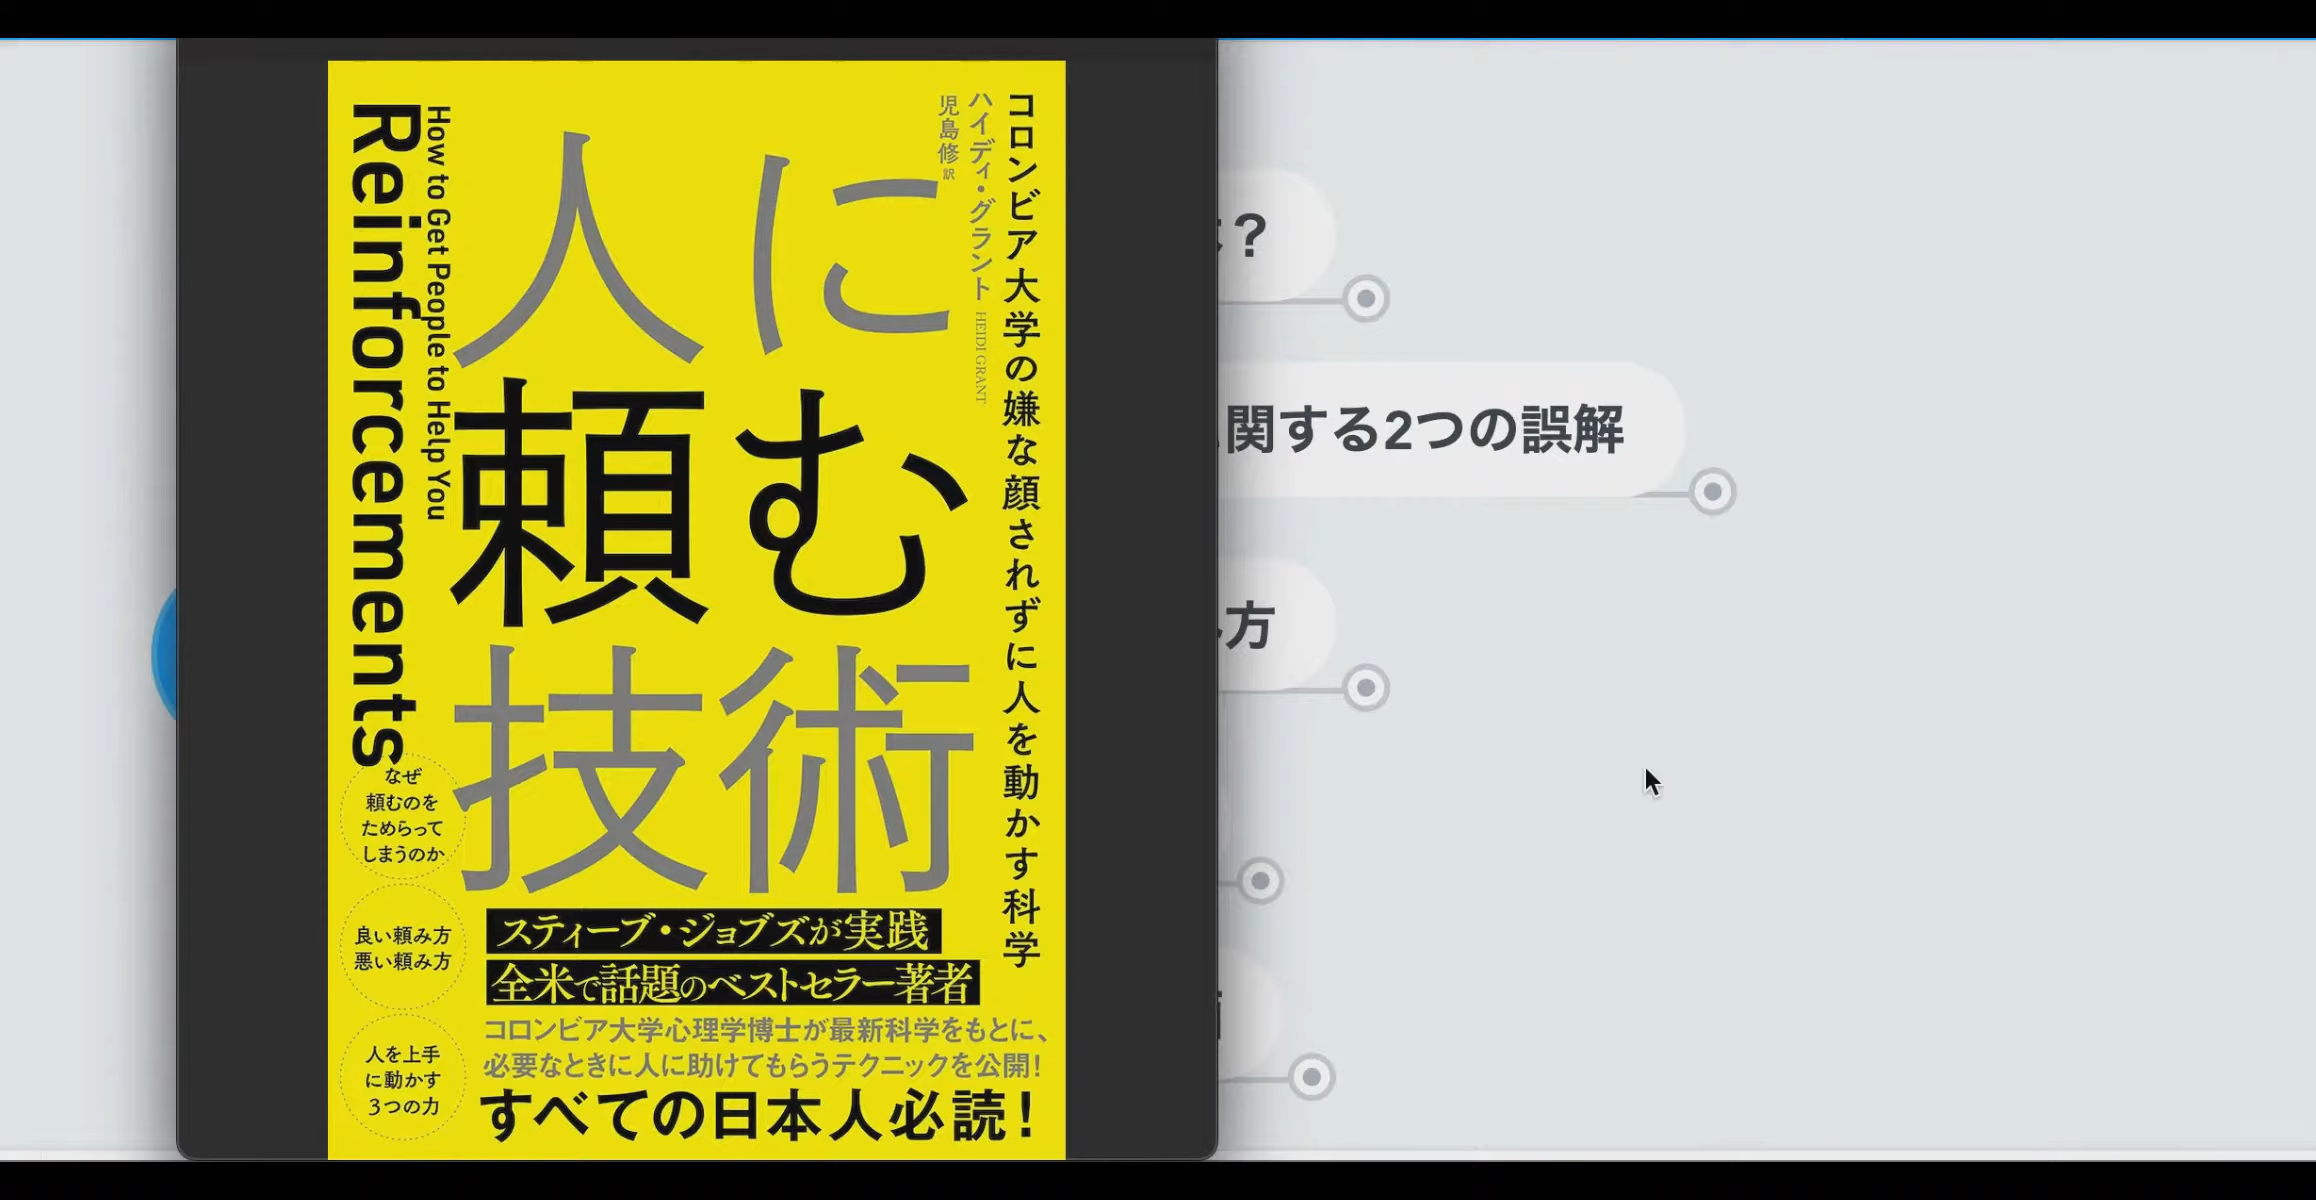 コロンビア大学の嫌な顔されずに人を動かす科学
ハイディ・グラント HEIDI GRANT
児島修 訳
人に
頼む
技術
How to Get People to Help You
Reinforcements
なぜ
頼むのを
ためらって
しまうのか
良い頼み方
悪い頼み方
人を上手
に動かす
3つの力
スティーブ・ジョブズが実践
全米で話題のベストセラー著者
コロンビア大学心理学博士が最新科学をもとに、
必要なときに人に助けてもらうテクニックを公開!
すべての日本人必読!
?
関する2つの誤解
方